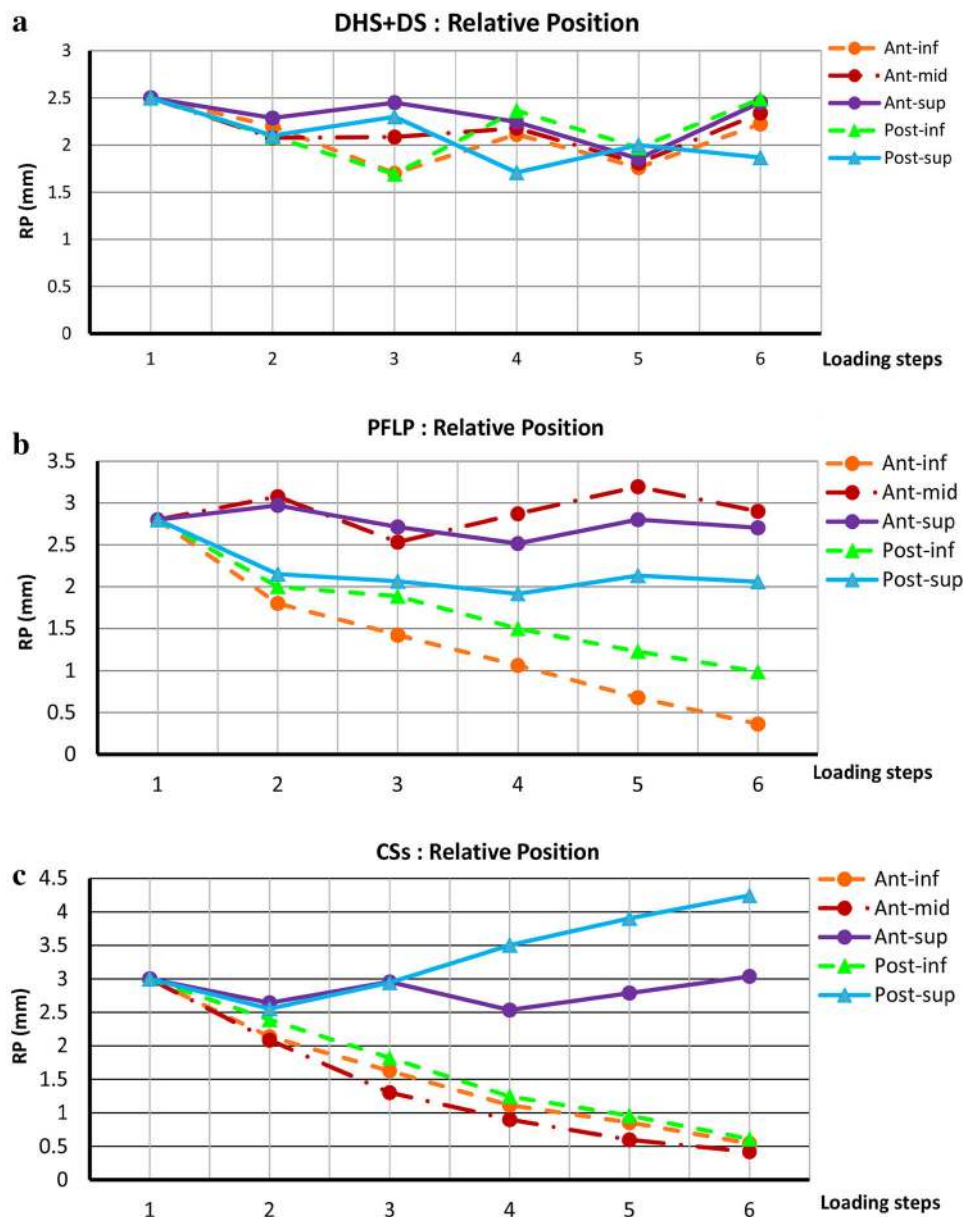 a
DHS+DS : Relative Position
3
2.5
2
1.5
1
0.5
0
RP (mm)
1 2 3 4 5 6 Loading steps
Ant-inf
Ant-mid
Ant-sup
Post-inf
Post-sup
b
PFLP : Relative Position
3.5
3
2.5
2
1.5
1
0.5
0
RP (mm)
1 2 3 4 5 6 Loading steps
Ant-inf
Ant-mid
Ant-sup
Post-inf
Post-sup
c
CSs : Relative Position
4.5
4
3.5
3
2.5
2
1.5
1
0.5
0
RP (mm)
1 2 3 4 5 6 Loading steps
Ant-inf
Ant-mid
Ant-sup
Post-inf
Post-sup